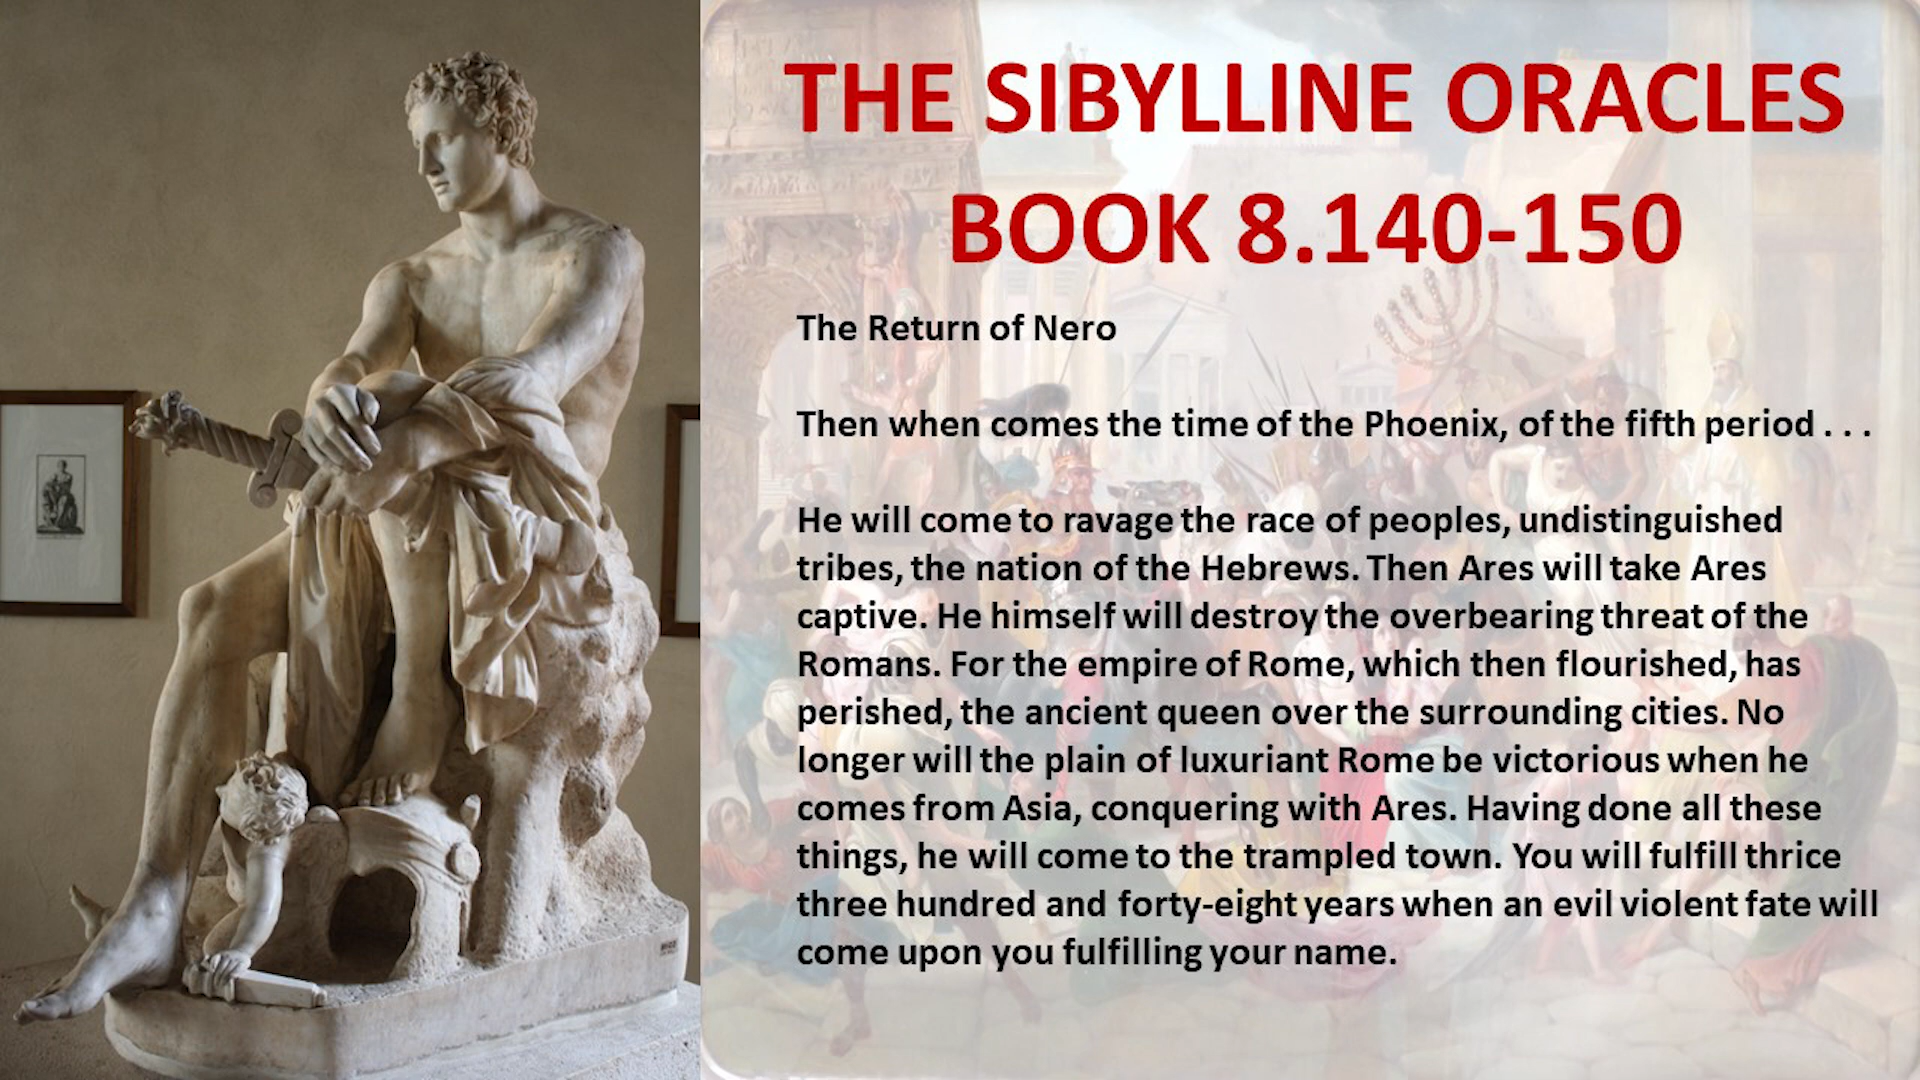 THE SIBYLLINE ORACLES
BOOK 8.140-150
The Return of Nero
Then when comes the time of the Phoenix, of the fifth period . . .
He will come to ravage the race of peoples, undistinguished
tribes, the nation of the Hebrews. Then Ares will take Ares
captive. He himself will destroy the overbearing threat of the
Romans. For the empire of Rome, which then flourished, has
perished, the ancient queen over the surrounding cities. No
longer will the plain of luxuriant Rome be victorious when he
comes from Asia, conquering with Ares. Having done all these
things, he will come to the trampled town. You will fulfill thrice
three hundred and forty-eight years when an evil violent fate will
come upon you fulfilling your name.